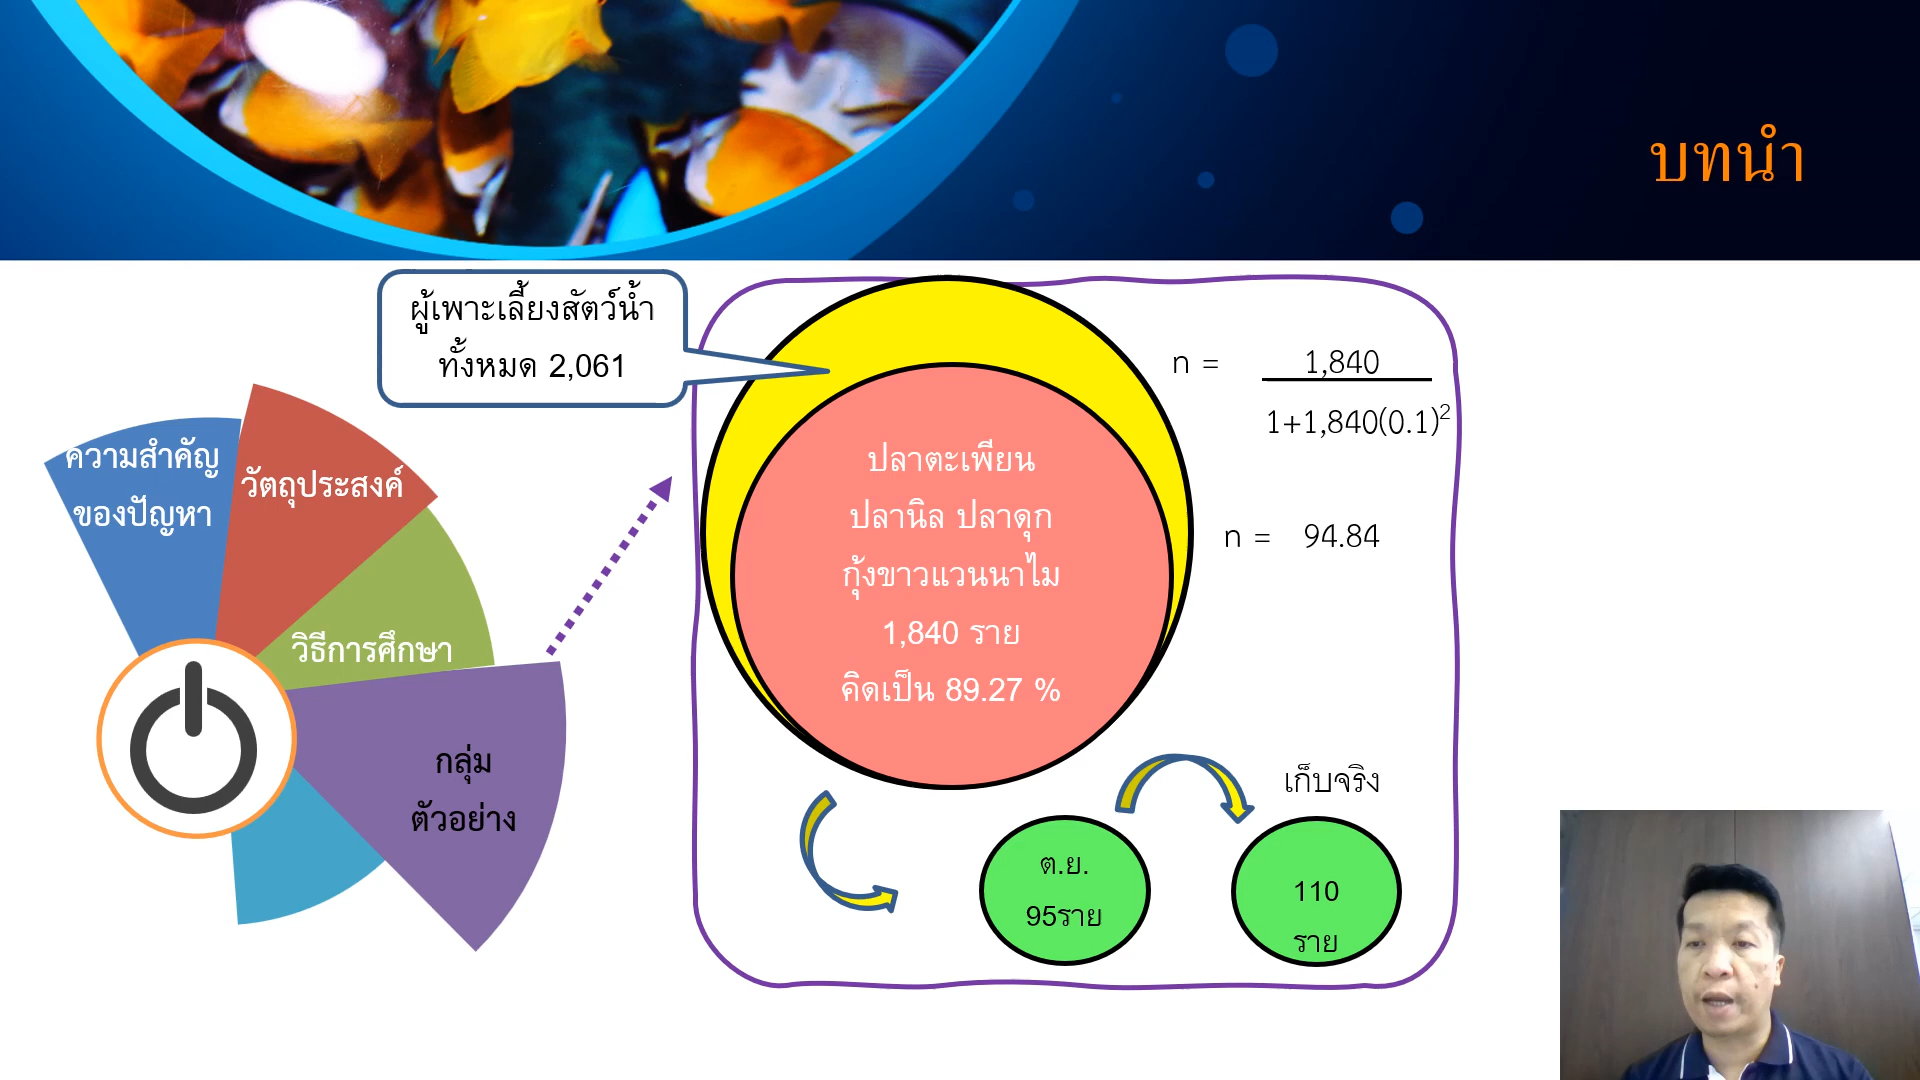 บทนำ
ผู้เพาะเลี้ยงสัตว์น้ำ
ทั้งหมด 2,061
ความสำคัญ
ของปัญหา
วัตถุประสงค์
วิธีการศึกษา
กลุ่ม
ตัวอย่าง
ปลาตะเพียน
ปลานิล ปลาดุก
กุ้งขาวแวนนาไม
1,840 ราย
คิดเป็น 89.27 %
n = 1,840
1+1,840(0.1)²
n = 94.84
ต.ย.
95ราย
เก็บจริง
110
ราย